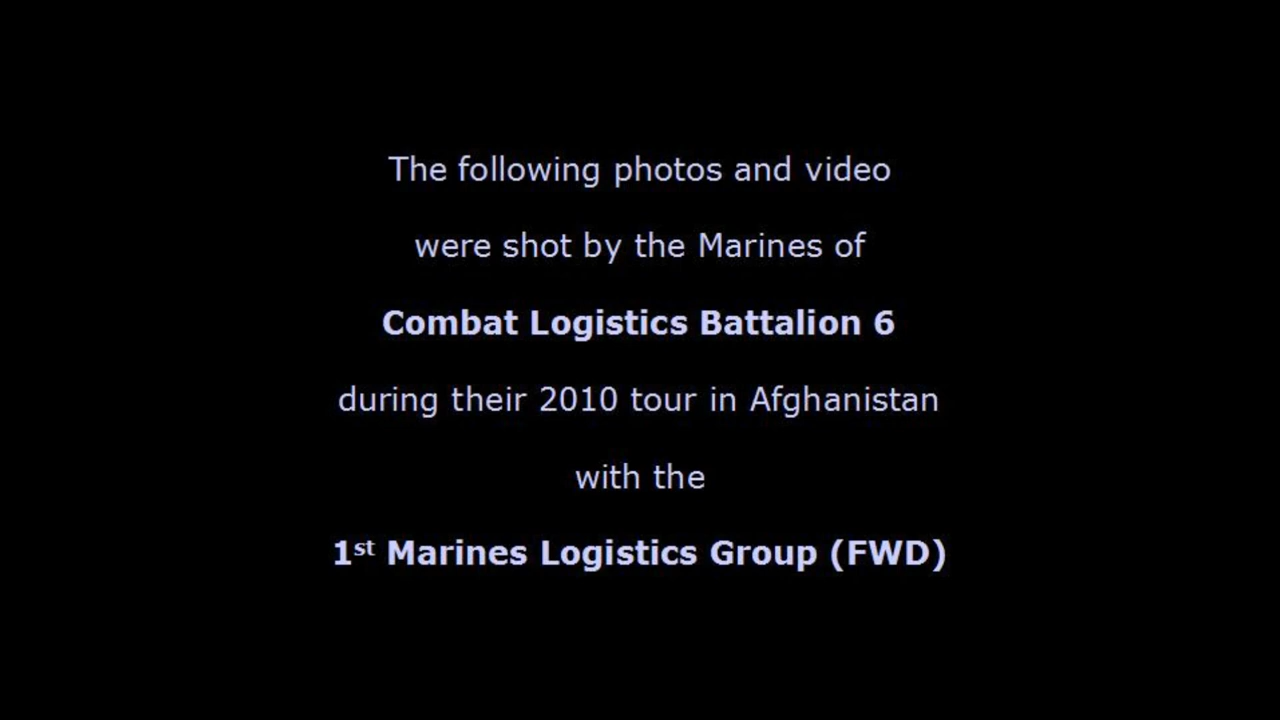 The following photos and video
were shot by the Marines of
Combat Logistics Battalion 6
during their 2010 tour in Afghanistan
with the
1st Marines Logistics Group (FWD)